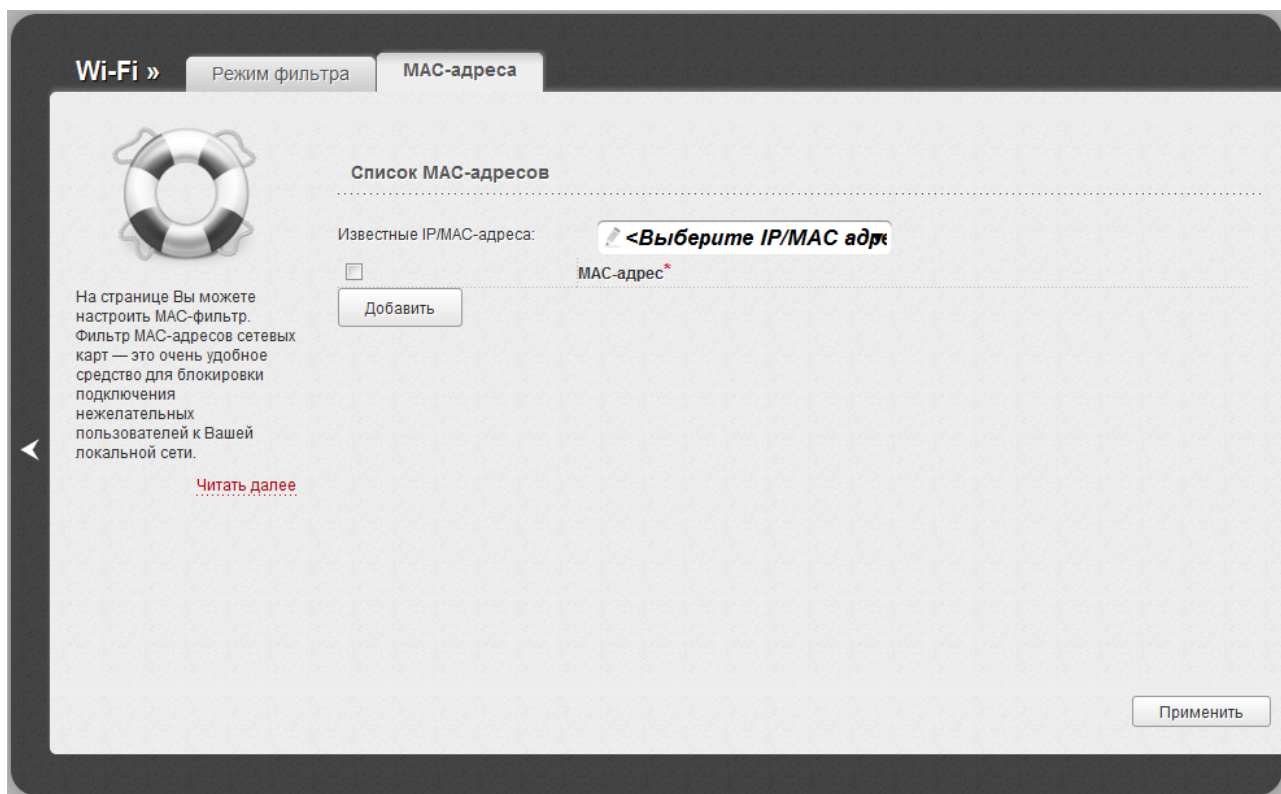 Wi-Fi »
Режим фильтра
MAC-адреса
Список MAC-адресов
Известные IP/MAC-адреса:
<Выберите IP/MAC адре
MAC-адрес*
Добавить
На странице Вы можете
настроить MAC-фильтр.
Фильтр MAC-адресов сетевых
карт — это очень удобное
средство для блокировки
подключения
нежелательных
пользователей к Вашей
локальной сети.
Читать далее
Применить